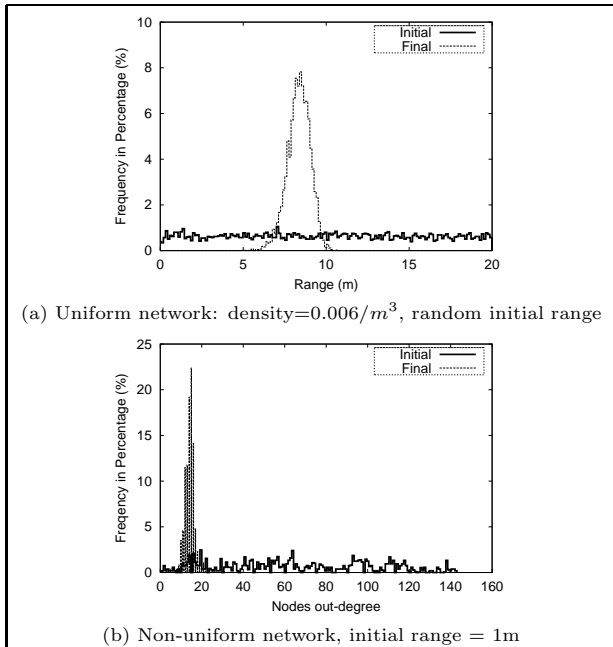 10
8
6
4
2
0
Frequency in Percentage (%)
Initial
Final
0 5 10 15 20
Range (m)
(a) Uniform network: density=0.006/m³, random initial range
25
20
15
10
5
0
Freqency in Percentage (%)
Initial
Final
0 20 40 60 80 100 120 140 160
Nodes out-degree
(b) Non-uniform network, initial range = 1m